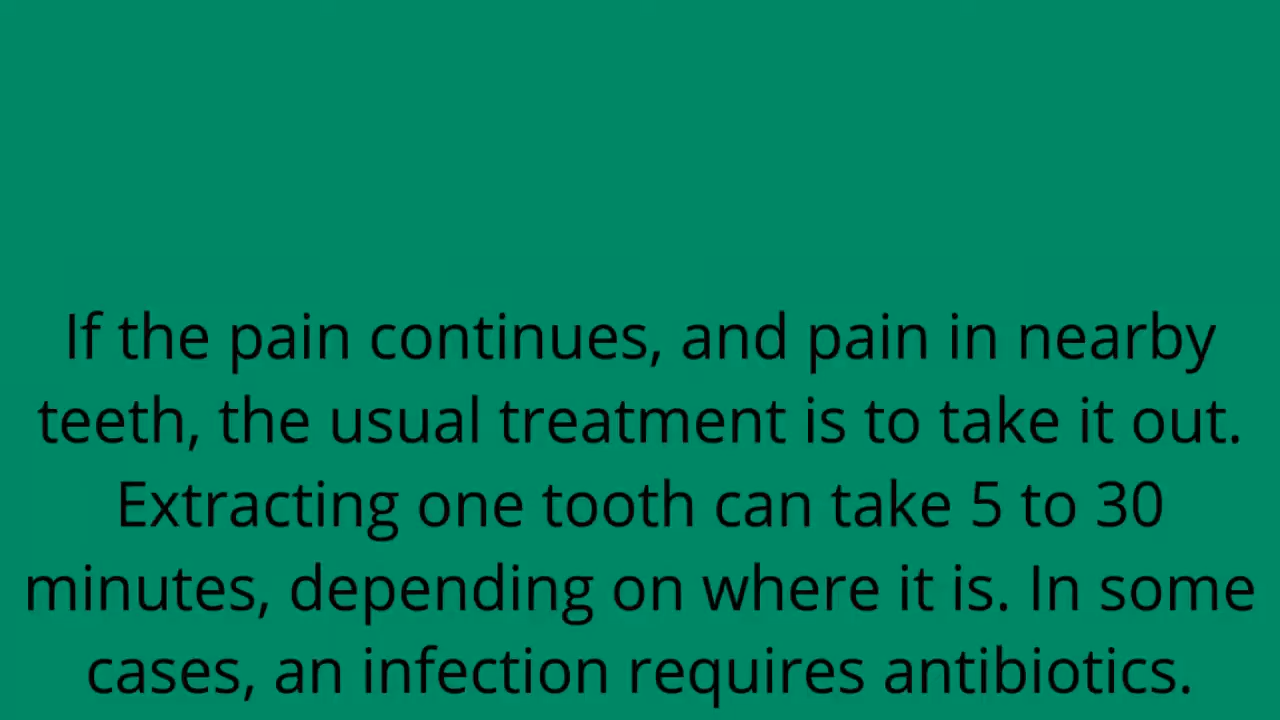 If the pain continues, and pain in nearby
teeth, the usual treatment is to take it out.
Extracting one tooth can take 5 to 30
minutes, depending on where it is. In some
cases, an infection requires antibiotics.